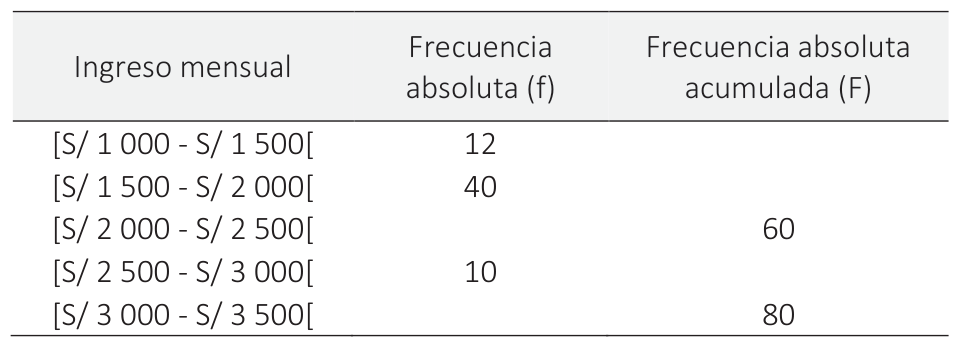 Ingreso mensual Frecuencia absoluta (f) Frecuencia absoluta acumulada (F)
[S/ 1 000 - S/ 1 500[ 12
[S/ 1 500 - S/ 2 000[ 40
[S/ 2 000 - S/ 2 500[ 60
[S/ 2 500 - S/ 3 000[ 10
[S/ 3 000 - S/ 3 500[ 80